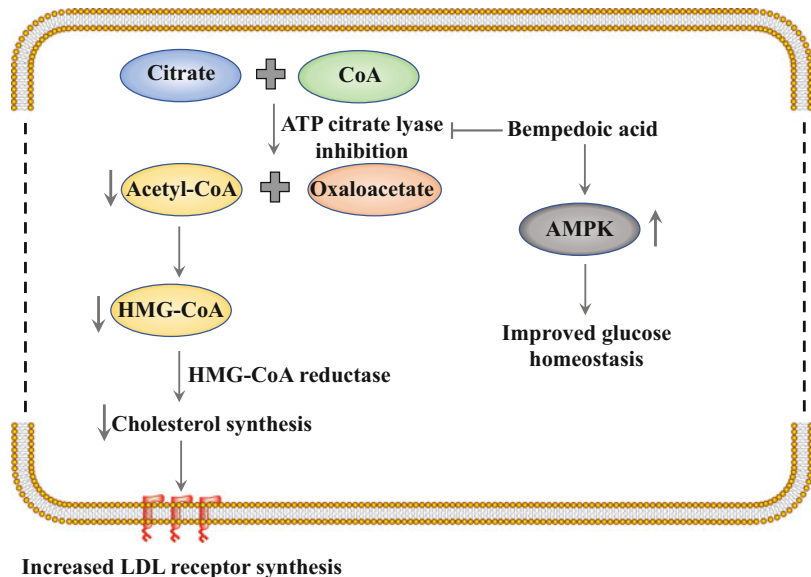 Citrate
CoA
ATP citrate lyase
inhibition
Bempedoic acid
Acetyl-CoA
Oxaloacetate
AMPK
HMG-CoA
Improved glucose
homeostasis
HMG-CoA reductase
Cholesterol synthesis
Increased LDL receptor synthesis